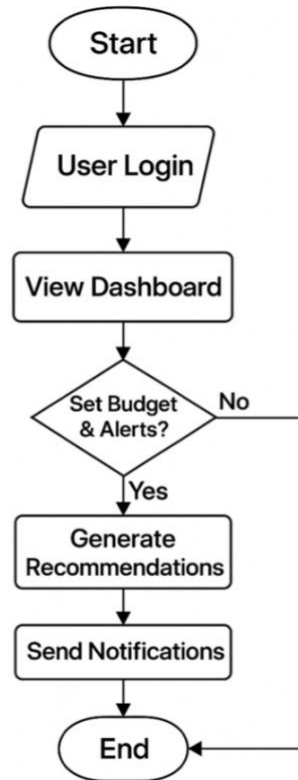 Start
User Login
View Dashboard
Set Budget
& Alerts?
No
Yes
Generate
Recommendations
Send Notifications
End